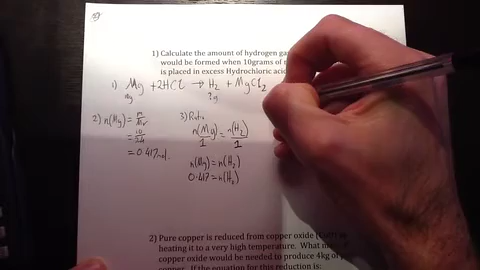 1) Calculate the amount of hydrogen gas
would be formed when 10grams of
is placed in excess Hydrochloric acid
1) Mg + 2HCl → H₂ + MgCl₂
10g ?g
2) n(Mg) = m/Mr
= 10/24
= 0.417mol.
3) Ratio
n(Mg)/1 = n(H₂)/1
n(Mg) = n(H₂)
0.417 = n(H₂)
2) Pure copper is reduced from copper oxide
heating it to a very high temperature. What
copper oxide would be needed to produce 4kg of
copper. If the equation for this reduction is: